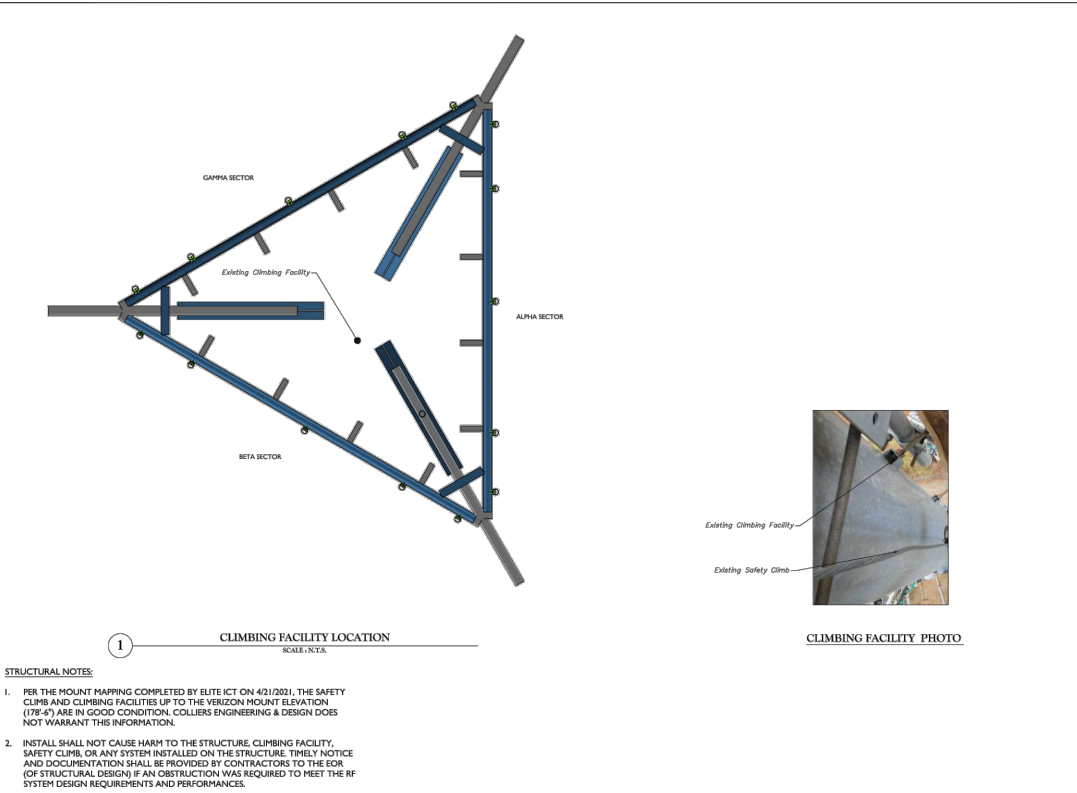 GAMMA SECTOR
Existing Climbing Facility
ALPHA SECTOR
BETA SECTOR
Existing Climbing Facility
Existing Safety Climb
1
CLIMBING FACILITY LOCATION
SCALE : N.T.S.
CLIMBING FACILITY PHOTO
STRUCTURAL NOTES:
1. PER THE MOUNT MAPPING COMPLETED BY ELITE ICT ON 4/21/2021, THE SAFETY
CLIMB AND CLIMBING FACILITIES UP TO THE VERIZON MOUNT ELEVATION
(178'-6") ARE IN GOOD CONDITION. COLLIERS ENGINEERING & DESIGN DOES
NOT WARRANT THIS INFORMATION.
2. INSTALL SHALL NOT CAUSE HARM TO THE STRUCTURE, CLIMBING FACILITY,
SAFETY CLIMB, OR ANY SYSTEM INSTALLED ON THE STRUCTURE. TIMELY NOTICE
AND DOCUMENTATION SHALL BE PROVIDED BY CONTRACTORS TO THE EOR
(OF STRUCTURAL DESIGN) IF AN OBSTRUCTION WAS REQUIRED TO MEET THE RF
SYSTEM DESIGN REQUIREMENTS AND PERFORMANCES.